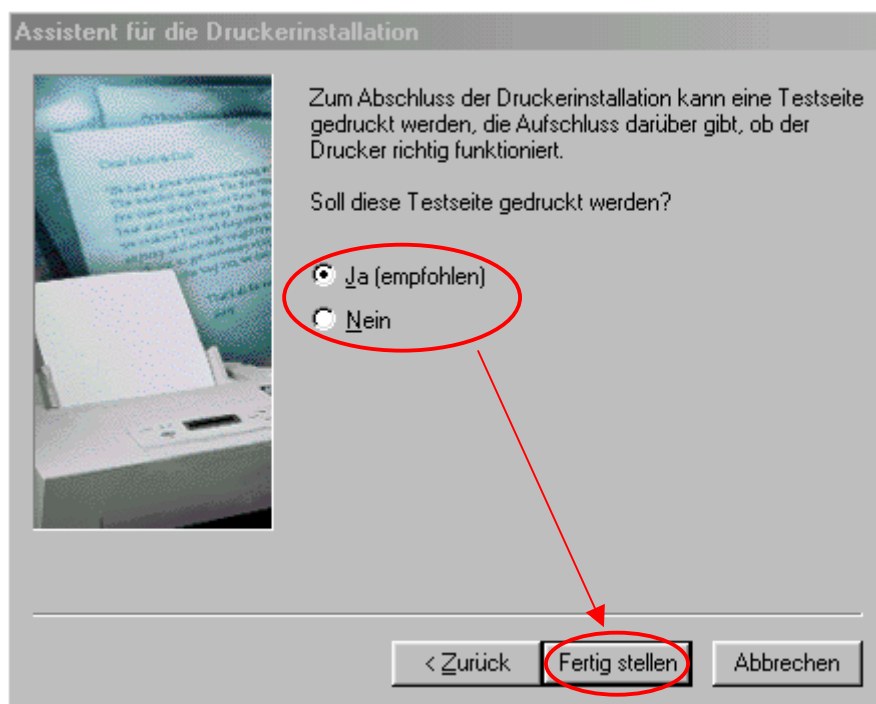 Assistent für die Druckerinstallation
Zum Abschluss der Druckerinstallation kann eine Testseite
gedruckt werden, die Aufschluss darüber gibt, ob der
Drucker richtig funktioniert.
Soll diese Testseite gedruckt werden?
Ja (empfohlen)
Nein
< Zurück
Fertig stellen
Abbrechen